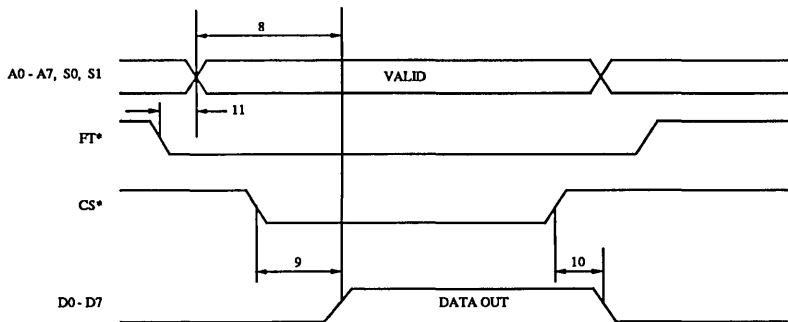 8
A0 - A7, S0, S1
VALID
11
FT*
CS*
9
10
D0 - D7
DATA OUT